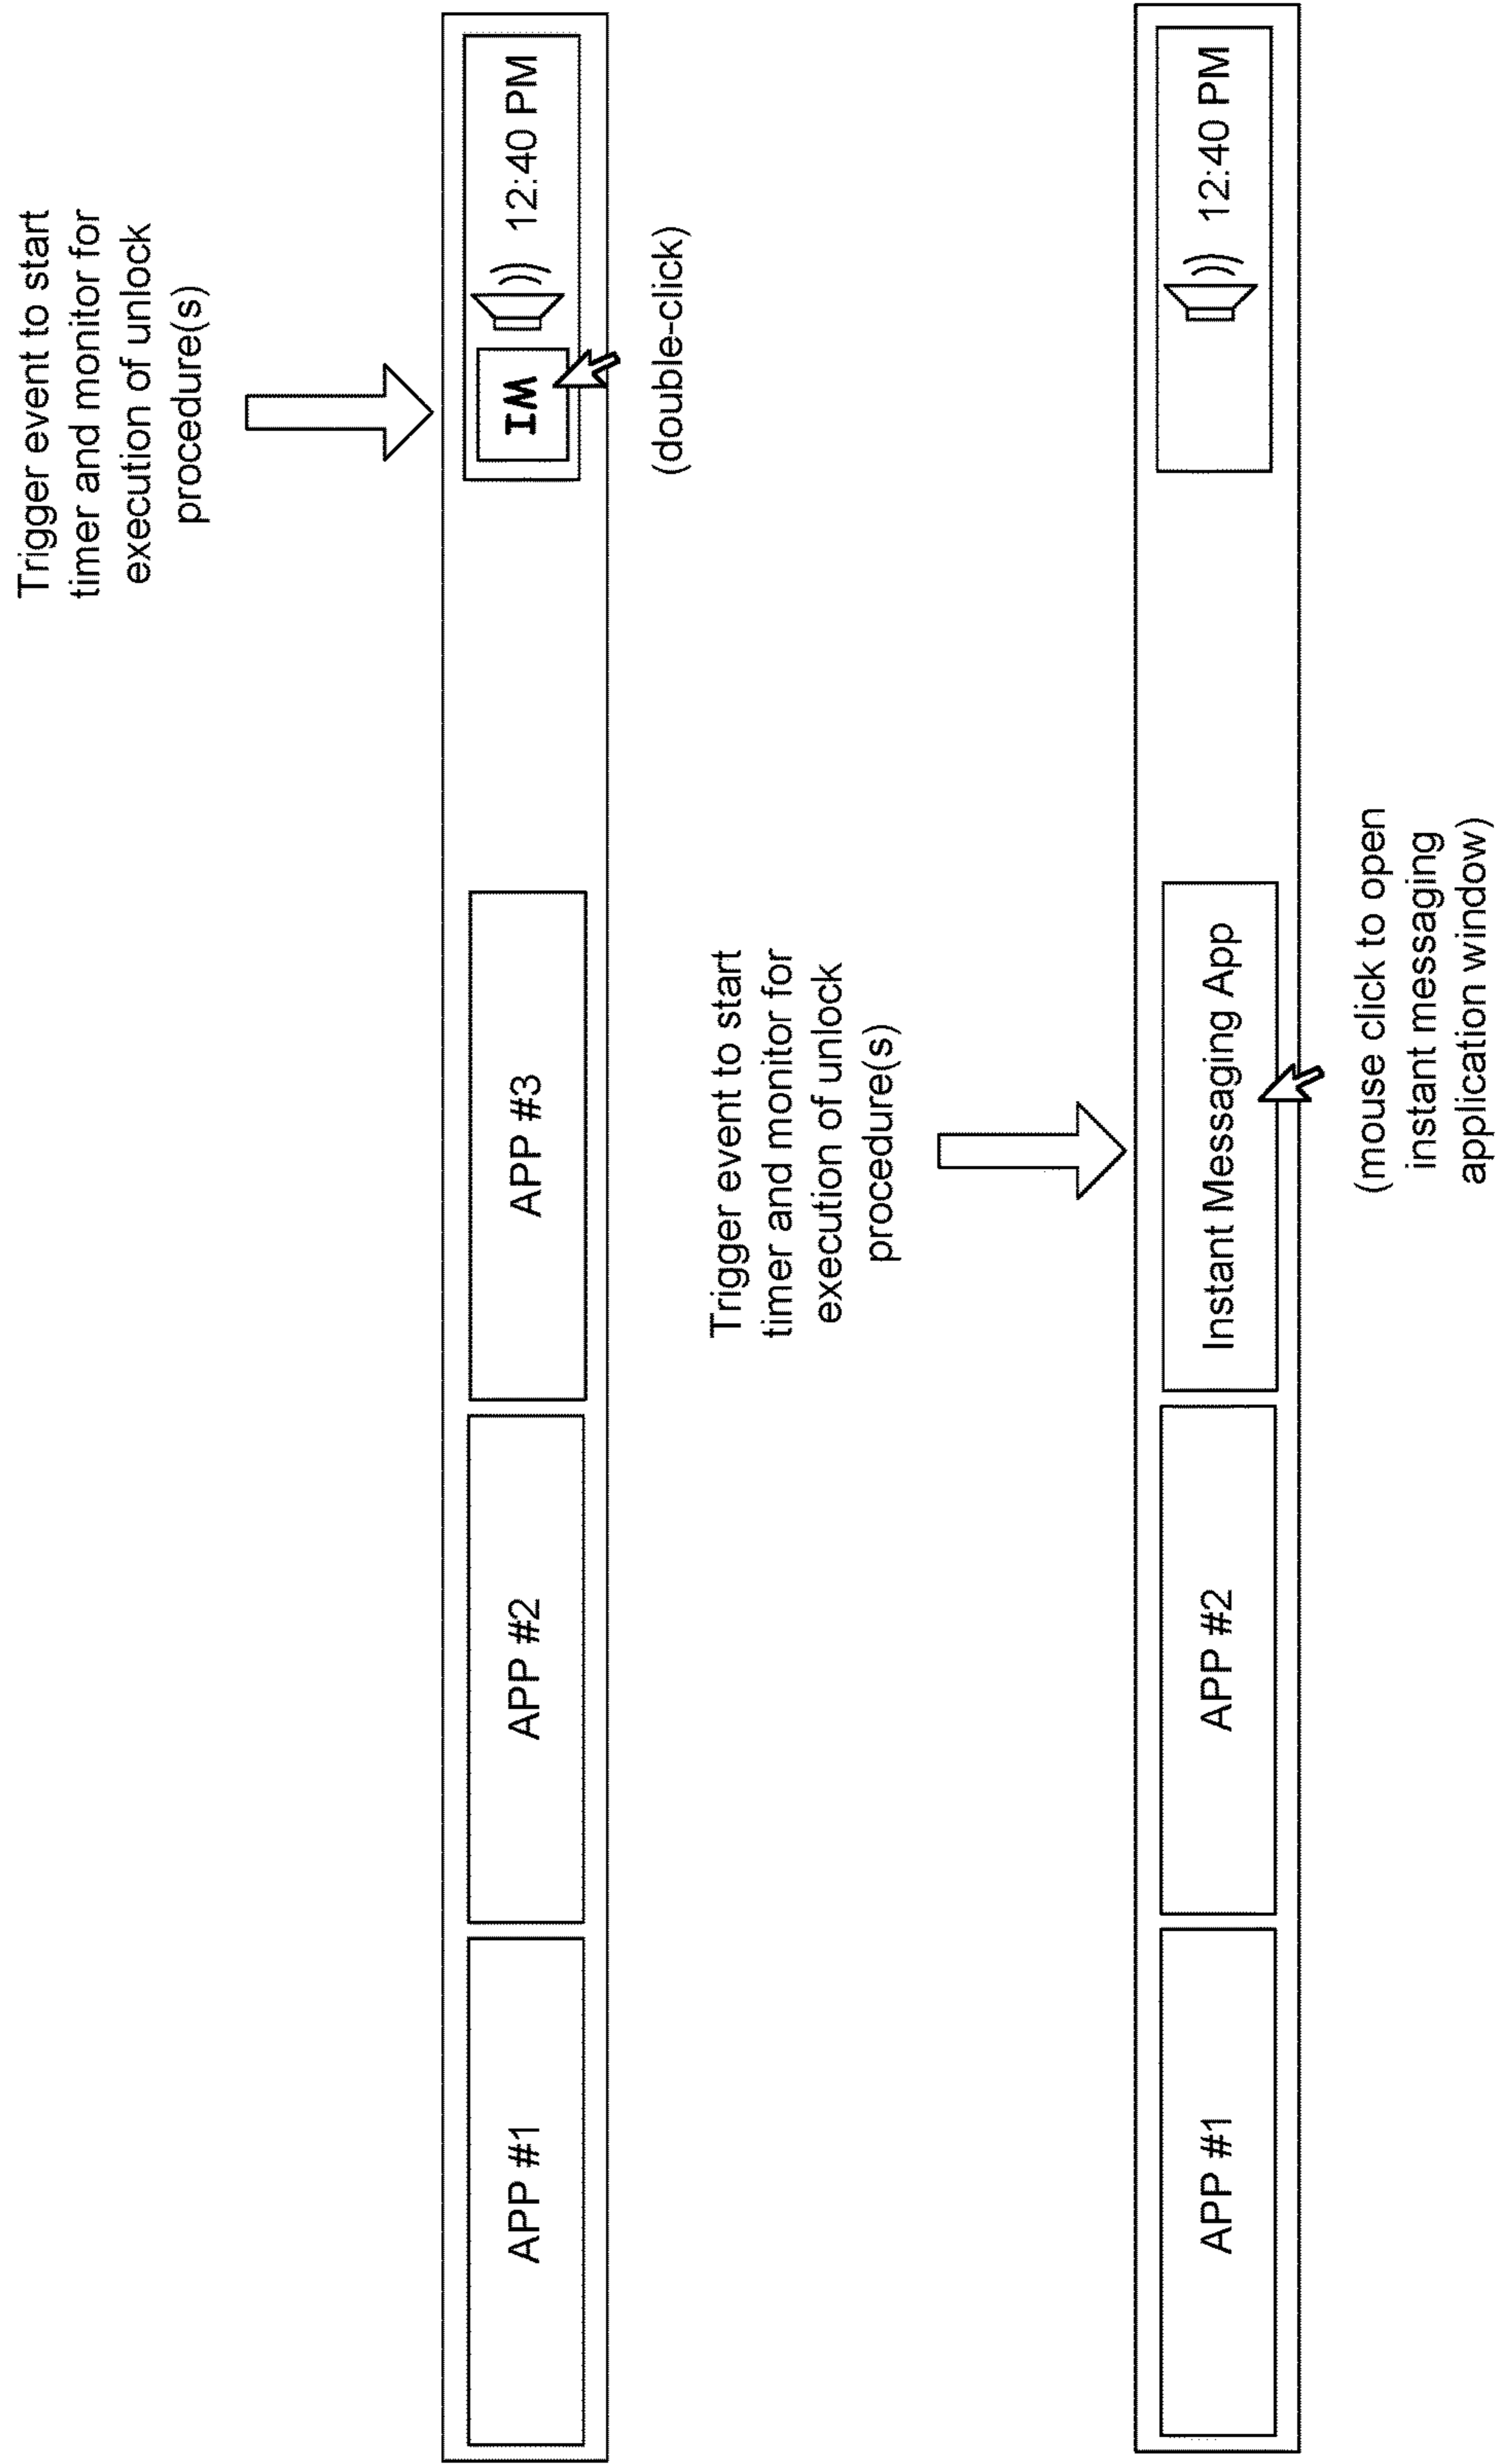 Trigger event to start
timer and monitor for
execution of unlock
procedure(s)
APP #1
APP #2
APP #3
IM
12:40 PM
(double-click)
Trigger event to start
timer and monitor for
execution of unlock
procedure(s)
APP #1
APP #2
Instant Messaging App
12:40 PM
(mouse click to open
instant messaging
application window)